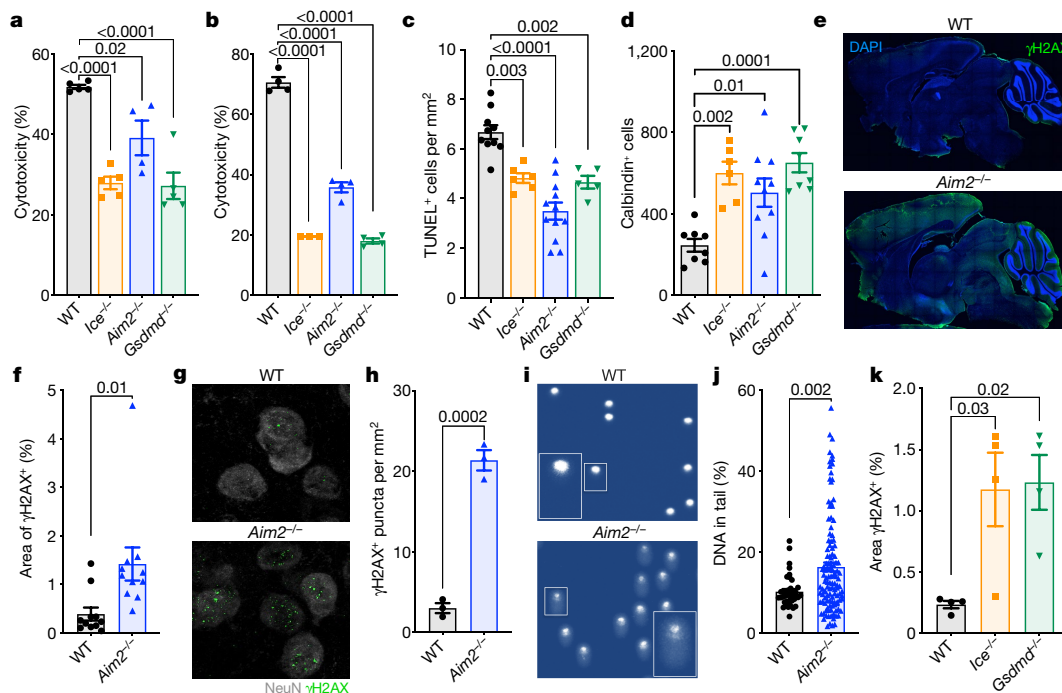 a
<0.0001
0.02
<0.0001
Cytotoxicity (%)
60
40
20
0
WT
Ice–/–
Aim2–/–
Gsdmd–/–
b
<0.0001
<0.0001
<0.0001
Cytotoxicity (%)
80
60
40
20
0
WT
Ice–/–
Aim2–/–
Gsdmd–/–
c
0.002
<0.0001
0.003
TUNEL+ cells per mm2
10
8
6
4
2
0
WT
Ice–/–
Aim2–/–
Gsdmd–/–
d
0.0001
0.01
0.002
Calbindin+ cells
1,200
800
400
0
WT
Ice–/–
Aim2–/–
Gsdmd–/–
e
WT
DAPI
γH2AX
Aim2–/–
f
0.01
Area of γH2AX+ (%)
5
4
3
2
1
0
WT
Aim2–/–
g
WT
Aim2–/–
NeuN γH2AX
h
0.0002
γH2AX+ puncta per mm2
30
20
10
0
WT
Aim2–/–
i
WT
Aim2–/–
j
0.002
DNA in tail (%)
60
40
20
0
WT
Aim2–/–
k
0.02
0.03
Area γH2AX+ (%)
2.0
1.5
1.0
0.5
0
WT
Ice–/–
Gsdmd–/–